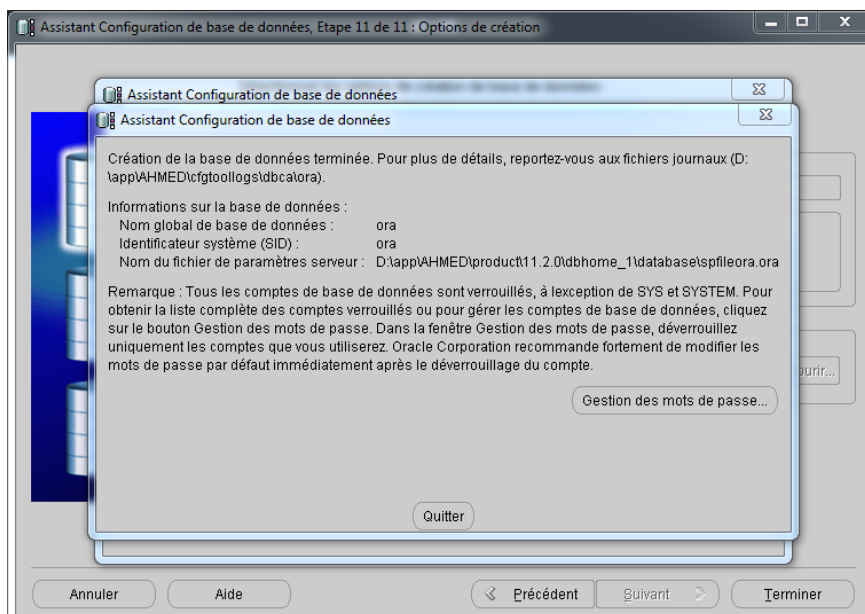 Assistant Configuration de base de données, Etape 11 de 11 : Options de création
Assistant Configuration de base de données
Assistant Configuration de base de données
Création de la base de données terminée. Pour plus de détails, reportez-vous aux fichiers journaux (D:
\app\AHMED\cfgtoollogs\dbca\ora).
Informations sur la base de données :
Nom global de base de données : ora
Identificateur système (SID) : ora
Nom du fichier de paramètres serveur : D:\app\AHMED\product\11.2.0\dbhome_1\database\spfileora.ora
Remarque : Tous les comptes de base de données sont verrouillés, à lexception de SYS et SYSTEM. Pour
obtenir la liste complète des comptes verrouillés ou pour gérer les comptes de base de données, cliquez
sur le bouton Gestion des mots de passe. Dans la fenêtre Gestion des mots de passe, déverrouillez
uniquement les comptes que vous utiliserez. Oracle Corporation recommande fortement de modifier les
mots de passe par défaut immédiatement après le déverrouillage du compte.
ourir...
Gestion des mots de passe...
Quitter
Annuler Aide Précédent Suivant Terminer